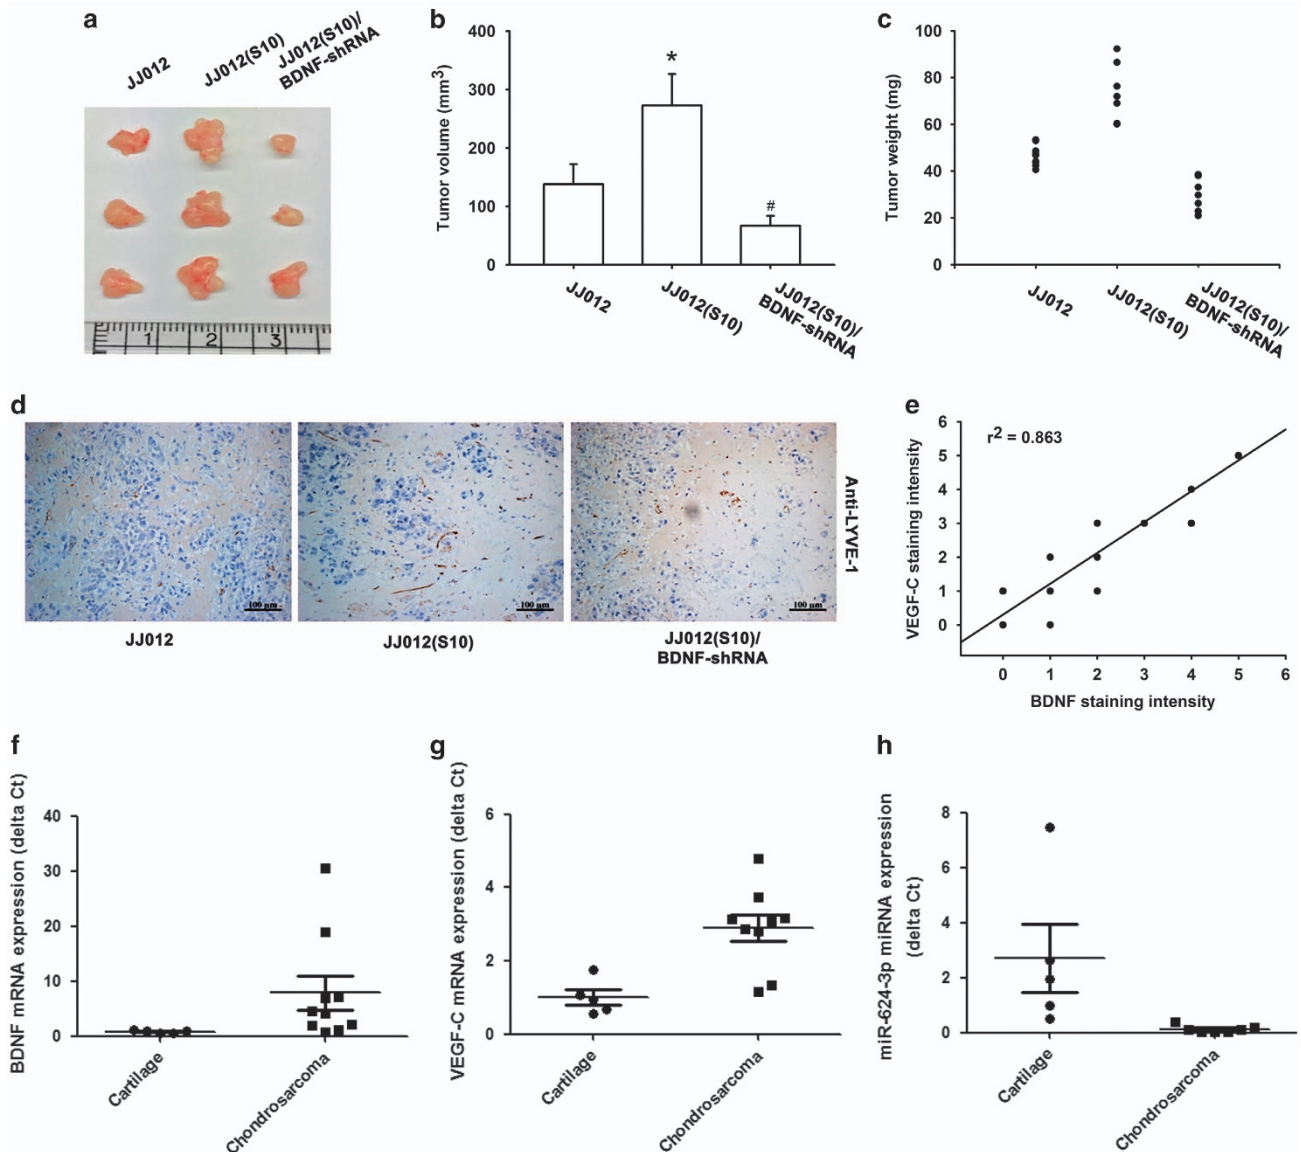 a
JJ012
JJ012(S10)
JJ012(S10)/
BDNF-shRNA
1
2
3
b
Tumor volume (mm³)
400
300
200
100
0
*
#
JJ012
JJ012(S10)
JJ012(S10)/
BDNF-shRNA
c
Tumor weight (mg)
100
80
60
40
20
0
JJ012
JJ012(S10)
JJ012(S10)/
BDNF-shRNA
d
100 µm
100 µm
100 µm
Anti-LYVE-1
JJ012
JJ012(S10)
JJ012(S10)/
BDNF-shRNA
e
VEGF-C staining intensity
6
5
4
3
2
1
0
r² = 0.863
0 1 2 3 4 5 6
BDNF staining intensity
f
BDNF mRNA expression (delta Ct)
40
30
20
10
0
Cartilage
Chondrosarcoma
g
VEGF-C mRNA expression (delta Ct)
6
4
2
0
Cartilage
Chondrosarcoma
h
miR-624-3p miRNA expression
(delta Ct)
8
6
4
2
0
Cartilage
Chondrosarcoma